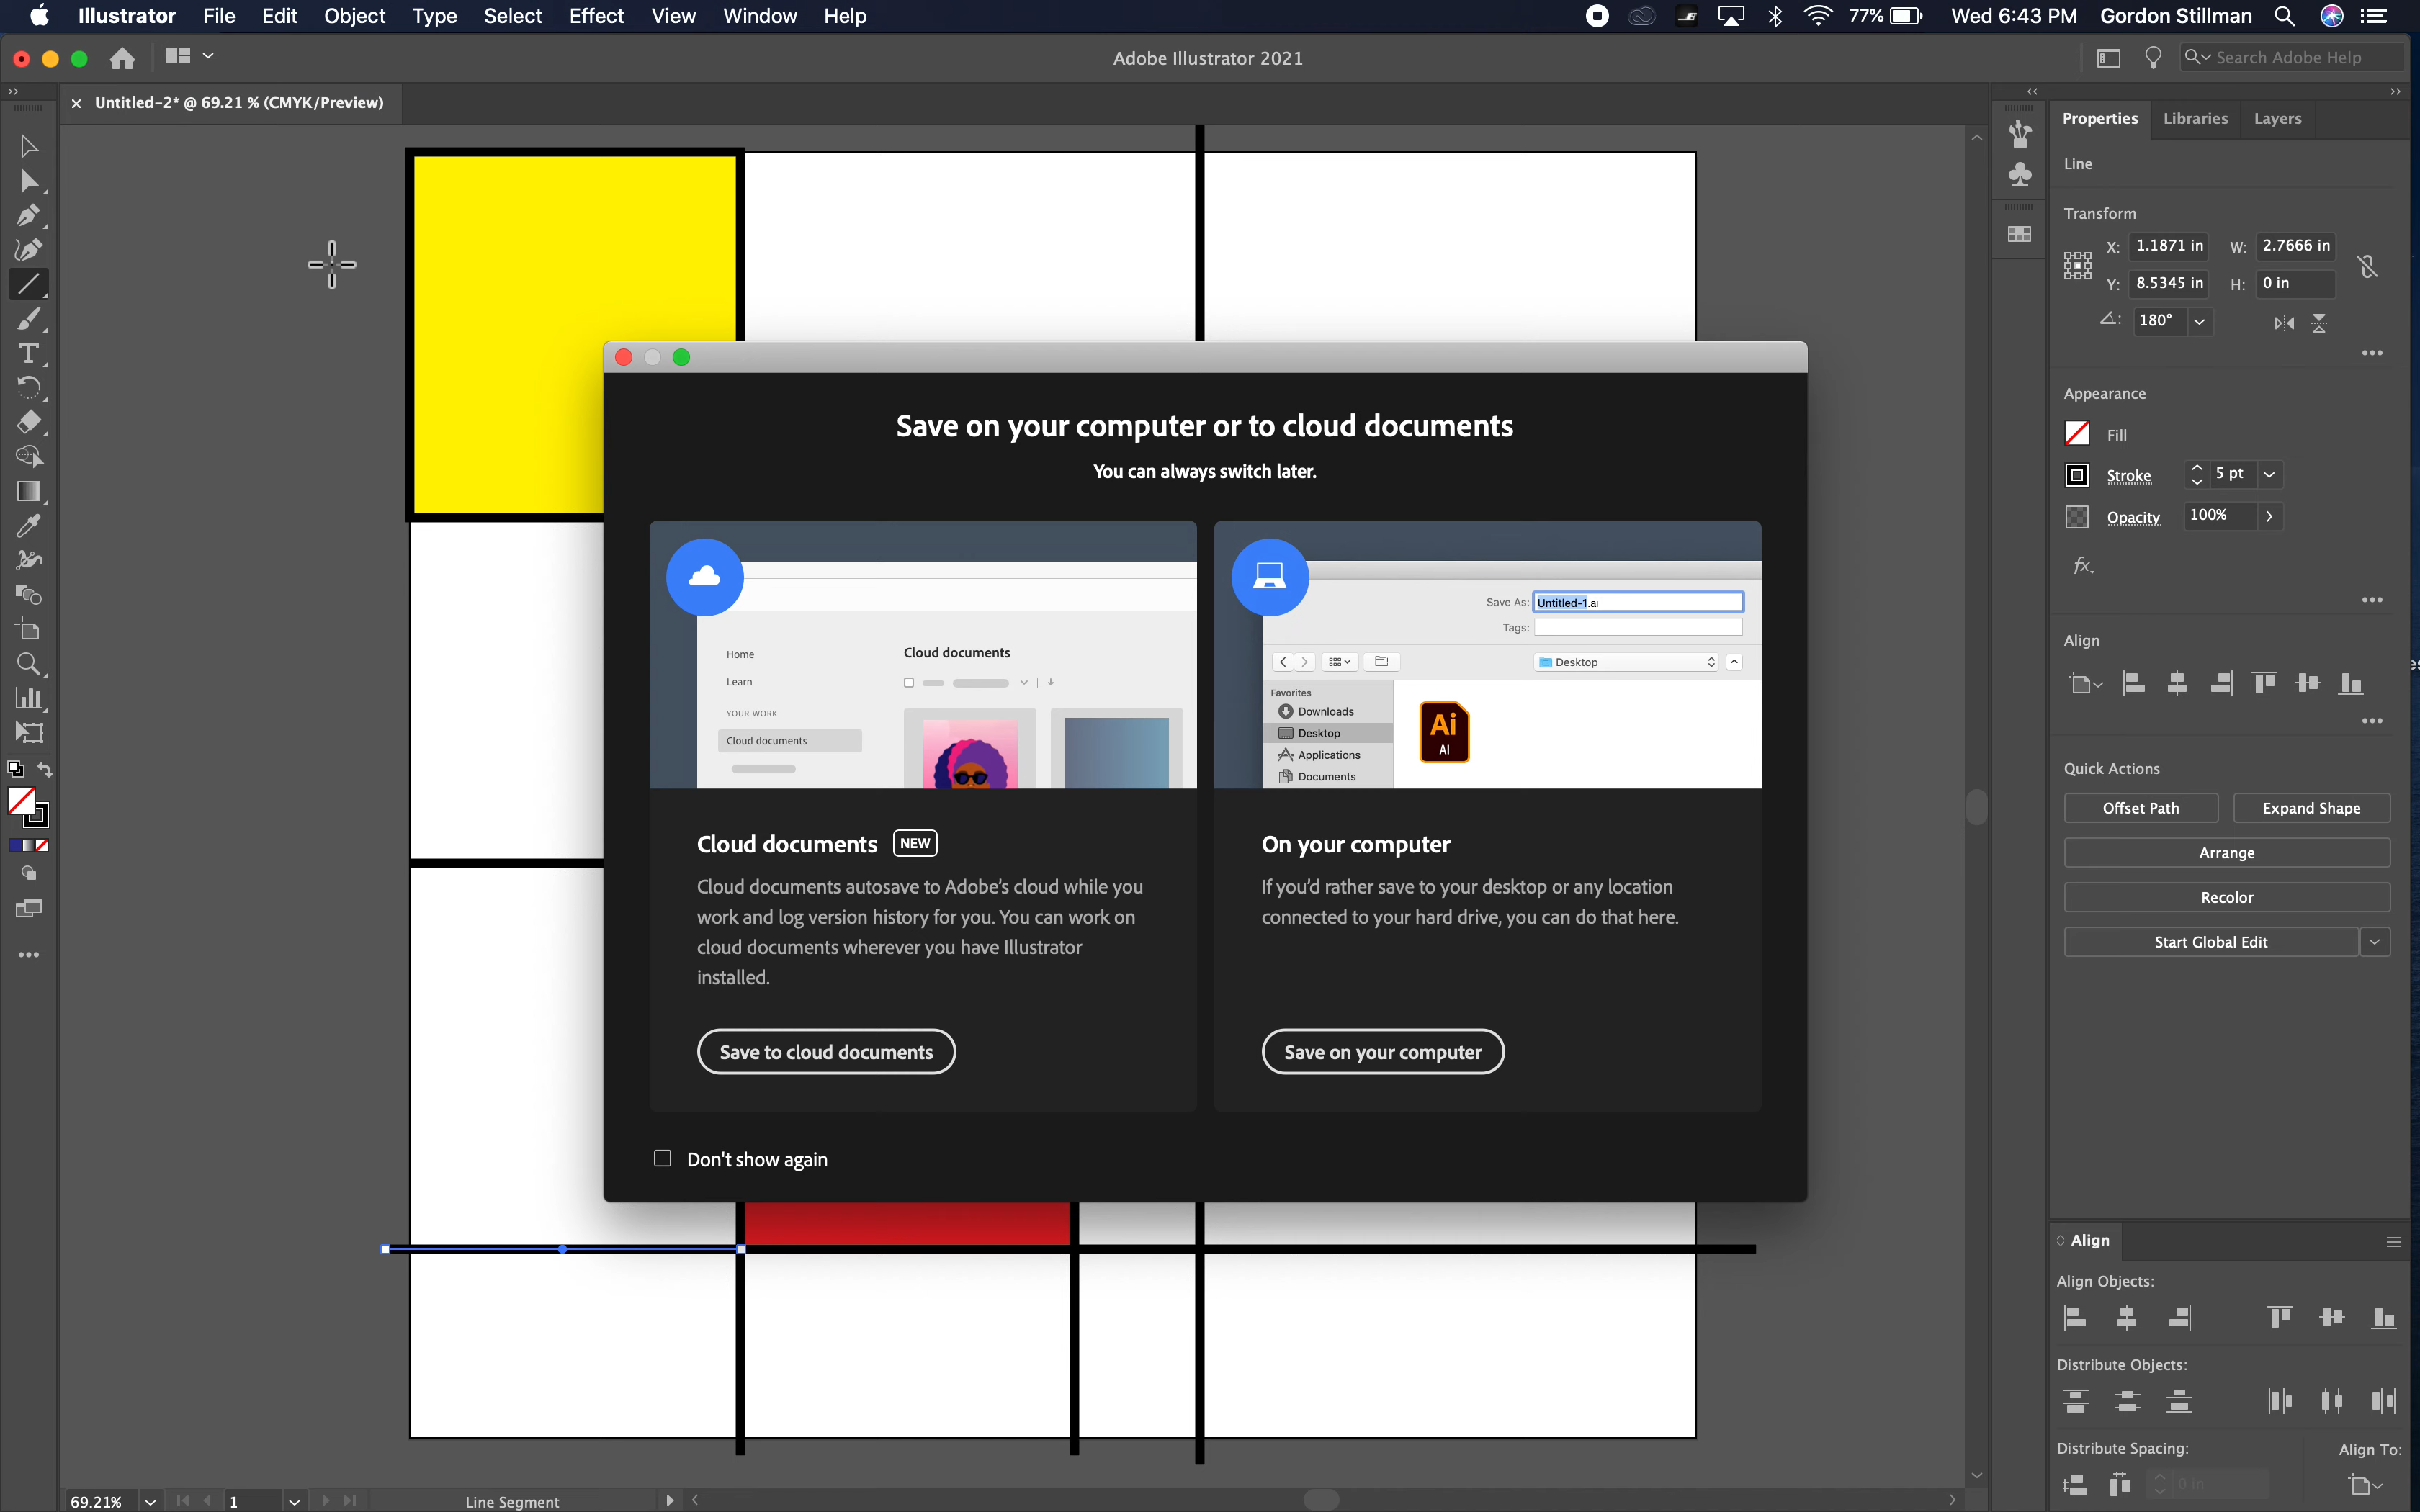 Illustrator File Edit Object Type Select Effect View Window Help
77% Wed 6:43 PM Gordon Stillman
Adobe Illustrator 2021
Search Adobe Help
Untitled-2* @ 69.21 % (CMYK/Preview)
Properties Libraries Layers
Line
Transform
X: 1.1871 in W: 2.7666 in
Y: 8.5345 in H: 0 in
180°
Appearance
Fill
Stroke 5 pt
Opacity 100%
fx.
Align
Quick Actions
Offset Path Expand Shape
Arrange
Recolor
Start Global Edit
Save on your computer or to cloud documents
You can always switch later.
Home
Learn
YOUR WORK
Cloud documents
Cloud documents
Save As: Untitled-1.ai
Tags:
Desktop
Favorites
Downloads
Desktop
Applications
Documents
Ai
AI
Cloud documents NEW
Cloud documents autosave to Adobe's cloud while you
work and log version history for you. You can work on
cloud documents wherever you have Illustrator
installed.
Save to cloud documents
On your computer
If you'd rather save to your desktop or any location
connected to your hard drive, you can do that here.
Save on your computer
Don't show again
Align
Align Objects:
Distribute Objects:
Distribute Spacing: Align To:
0 in
69.21% 1 Line Segment